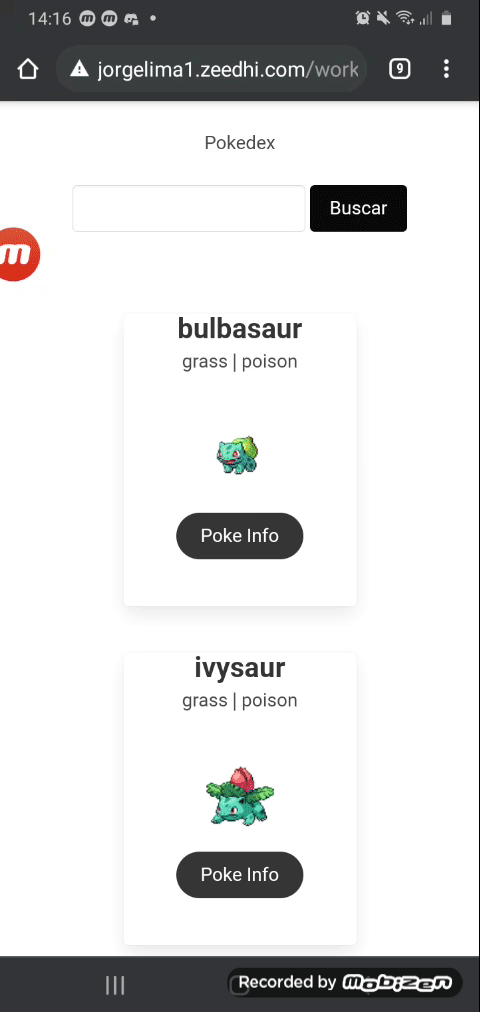 14:16
jorgelima1.zeedhi.com/work
9
Pokedex
Buscar
m
bulbasaur
grass | poison
Poke Info
ivysaur
grass | poison
Poke Info
Recorded by Mobizen